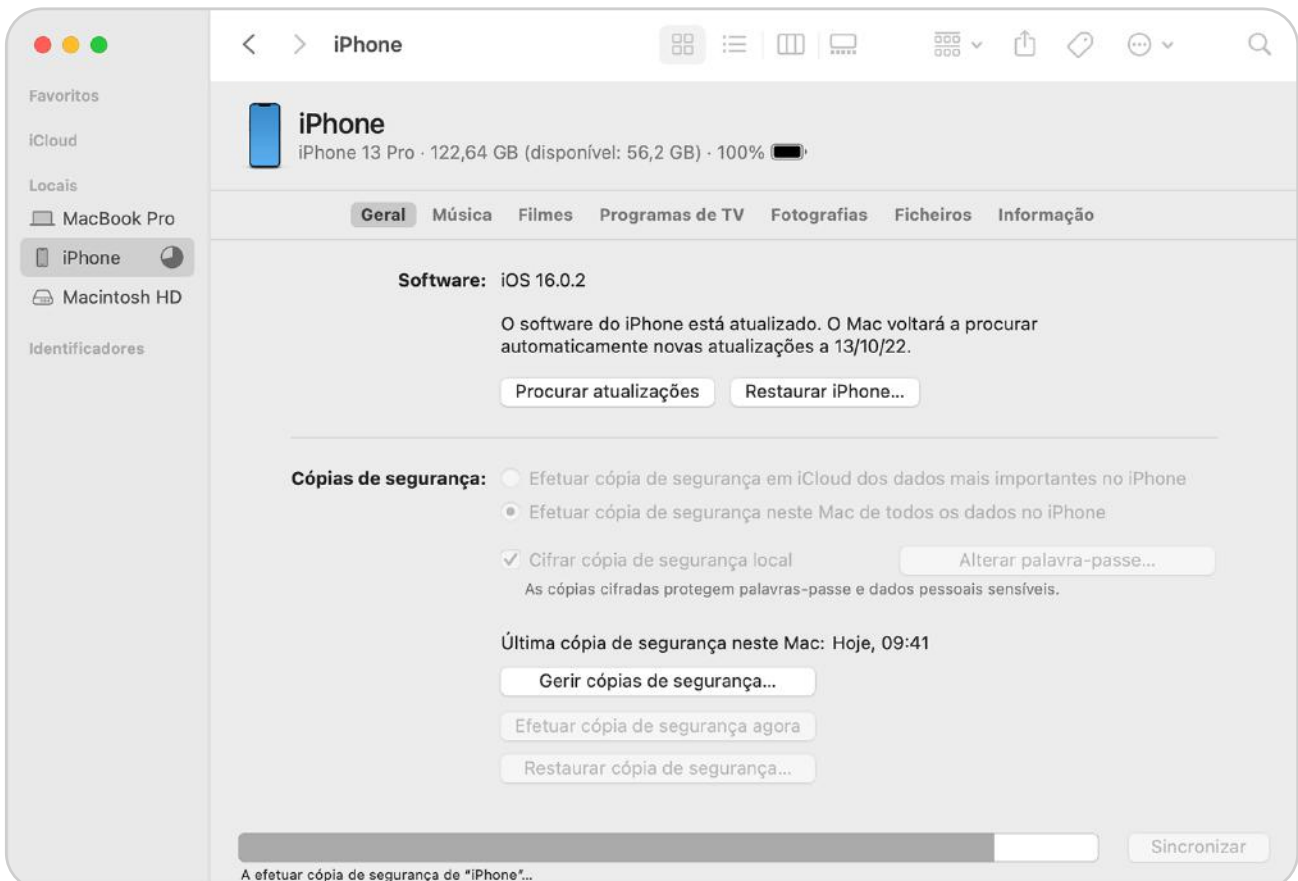 iPhone
Favoritos
iCloud
Locais
MacBook Pro
iPhone
Macintosh HD
Identificadores
iPhone
iPhone 13 Pro · 122,64 GB (disponível: 56,2 GB) · 100%
Geral Música Filmes Programas de TV Fotografias Ficheiros Informação
Software: iOS 16.0.2
O software do iPhone está atualizado. O Mac voltará a procurar
automaticamente novas atualizações a 13/10/22.
Procurar atualizações Restaurar iPhone...
Cópias de segurança: Efetuar cópia de segurança em iCloud dos dados mais importantes no iPhone
Efetuar cópia de segurança neste Mac de todos os dados no iPhone
Cifrar cópia de segurança local Alterar palavra-passe...
As cópias cifradas protegem palavras-passe e dados pessoais sensíveis.
Última cópia de segurança neste Mac: Hoje, 09:41
Gerir cópias de segurança...
Efetuar cópia de segurança agora
Restaurar cópia de segurança...
Sincronizar
A efetuar cópia de segurança de "iPhone"...